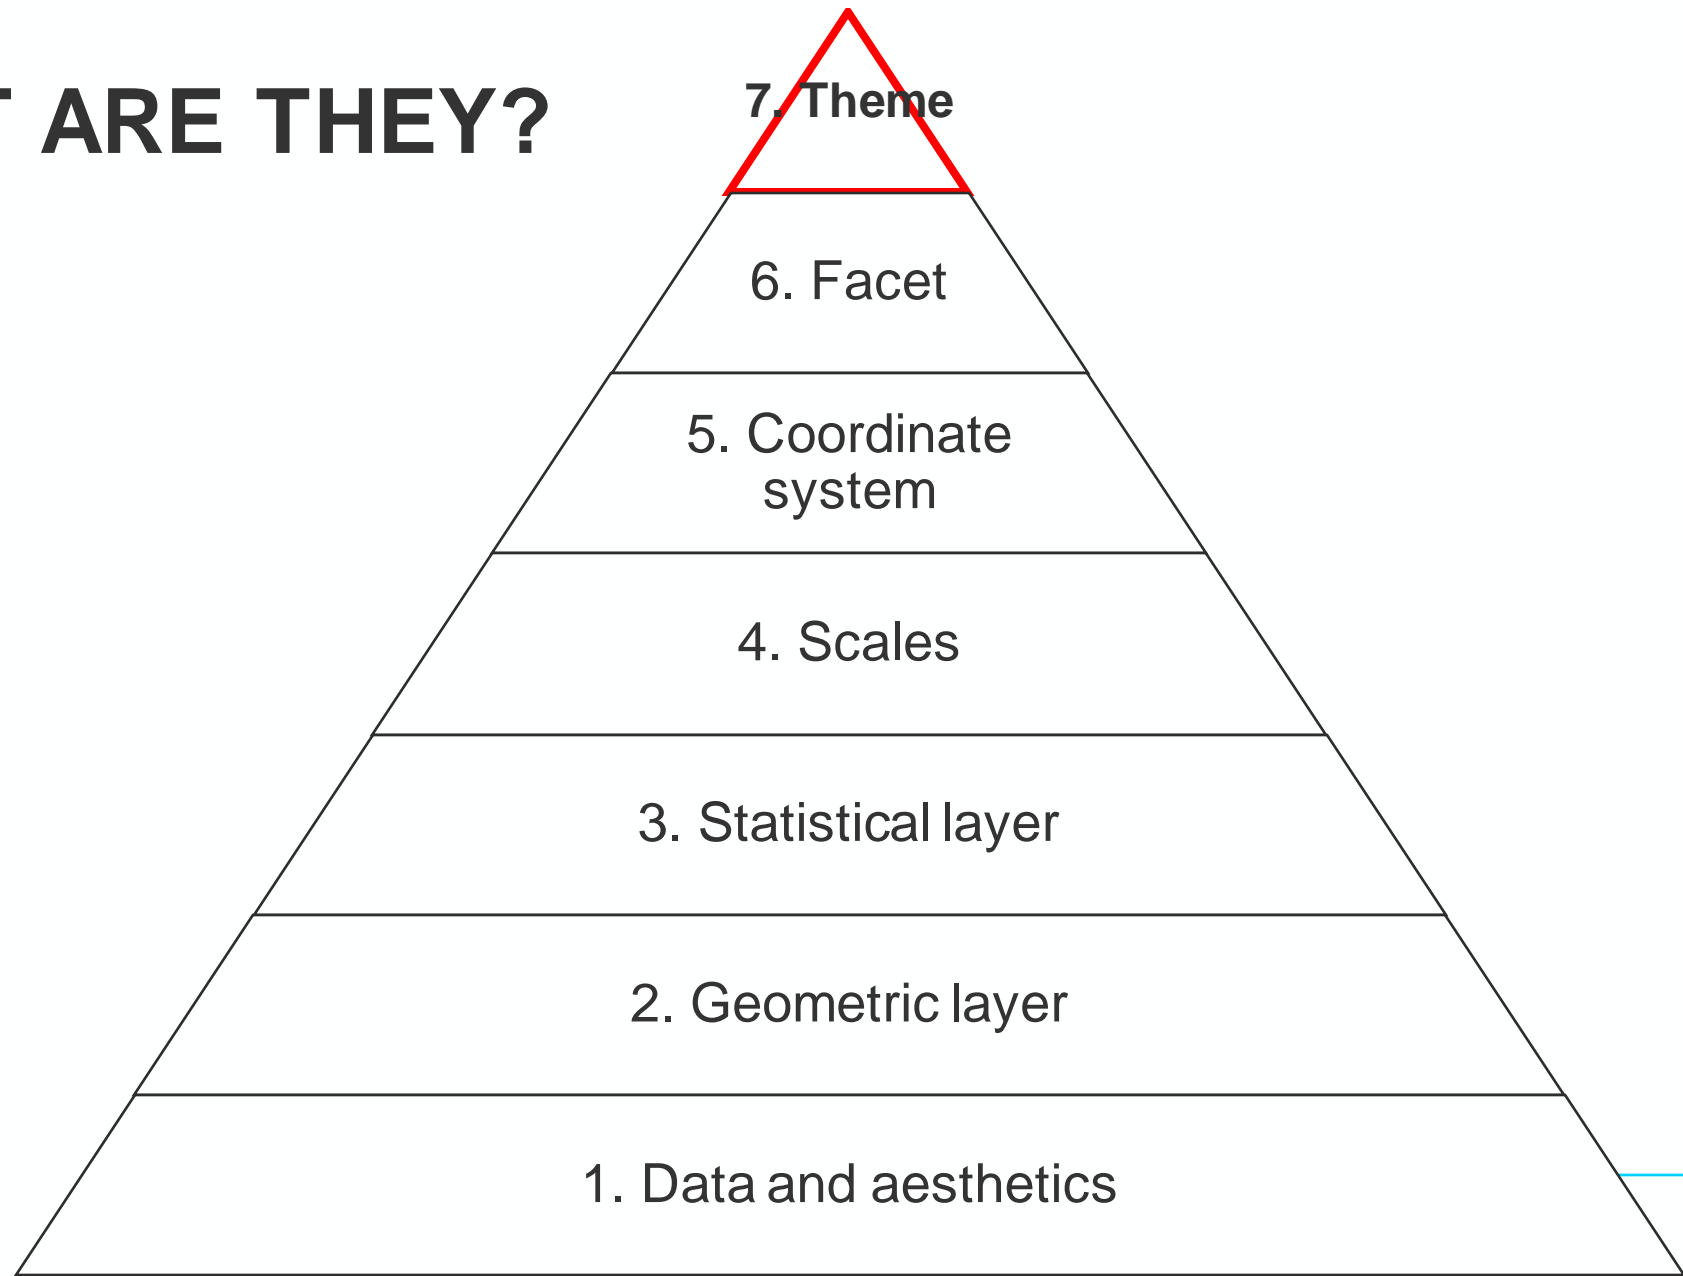 ARE THEY?
7. Theme
6. Facet
5. Coordinate
system
4. Scales
3. Statistical layer
2. Geometric layer
1. Data and aesthetics